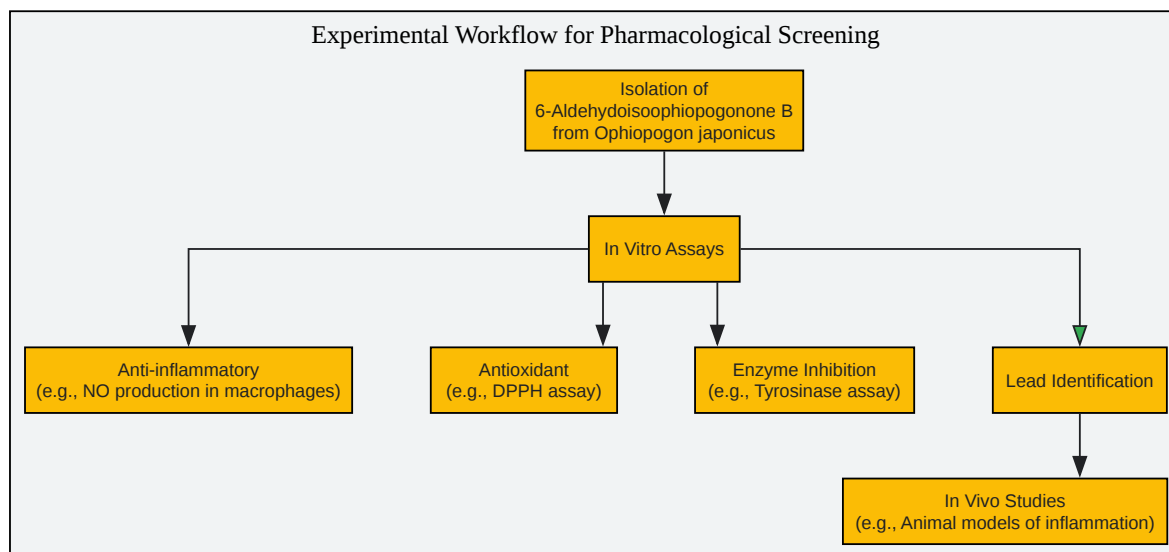 Experimental Workflow for Pharmacological Screening
Isolation of
6-Aldehydoisoophiopogonone B
from Ophiopogon japonicus
In Vitro Assays
Anti-inflammatory
(e.g., NO production in macrophages)
Antioxidant
(e.g., DPPH assay)
Enzyme Inhibition
(e.g., Tyrosinase assay)
Lead Identification
In Vivo Studies
(e.g., Animal models of inflammation)